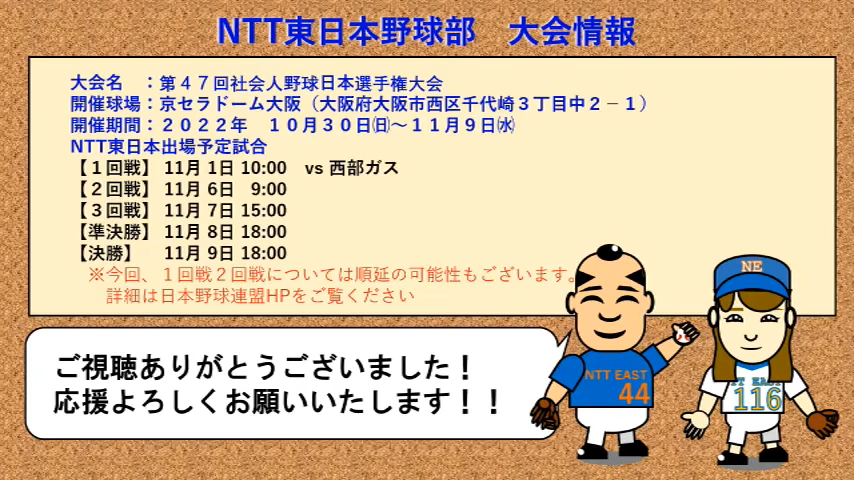 NTT東日本野球部　大会情報
大会名　：第４７回社会人野球日本選手権大会
開催球場：京セラドーム大阪（大阪府大阪市西区千代崎３丁目中２－１）
開催期間：２０２２年　１０月３０日㈰～１１月９日㈬
NTT東日本出場予定試合
【１回戦】 11月 1日 10:00　vs 西部ガス
【２回戦】 11月 6日　9:00
【３回戦】 11月 7日 15:00
【準決勝】 11月 8日 18:00
【決勝】　 11月 9日 18:00
※今回、１回戦２回戦については順延の可能性もございます。
詳細は日本野球連盟HPをご覧ください
ご視聴ありがとうございました！
応援よろしくお願いいたします！！
NTT EAST
44
NE
116